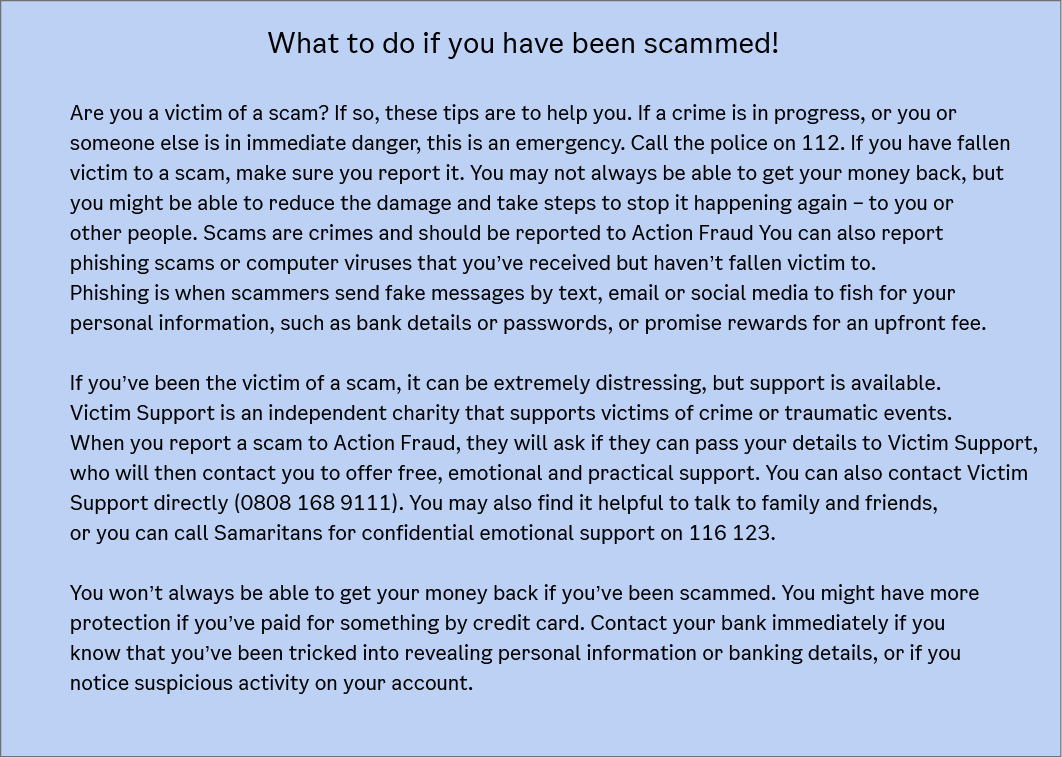 What to do if you have been scammed!
Are you a victim of a scam? If so, these tips are to help you. If a crime is in progress, or you or
someone else is in immediate danger, this is an emergency. Call the police on 112. If you have fallen
victim to a scam, make sure you report it. You may not always be able to get your money back, but
you might be able to reduce the damage and take steps to stop it happening again – to you or
other people. Scams are crimes and should be reported to Action Fraud You can also report
phishing scams or computer viruses that you’ve received but haven’t fallen victim to.
Phishing is when scammers send fake messages by text, email or social media to fish for your
personal information, such as bank details or passwords, or promise rewards for an upfront fee.
If you’ve been the victim of a scam, it can be extremely distressing, but support is available.
Victim Support is an independent charity that supports victims of crime or traumatic events.
When you report a scam to Action Fraud, they will ask if they can pass your details to Victim Support,
who will then contact you to offer free, emotional and practical support. You can also contact Victim
Support directly (0808 168 9111). You may also find it helpful to talk to family and friends,
or you can call Samaritans for confidential emotional support on 116 123.
You won’t always be able to get your money back if you’ve been scammed. You might have more
protection if you’ve paid for something by credit card. Contact your bank immediately if you
know that you’ve been tricked into revealing personal information or banking details, or if you
notice suspicious activity on your account.